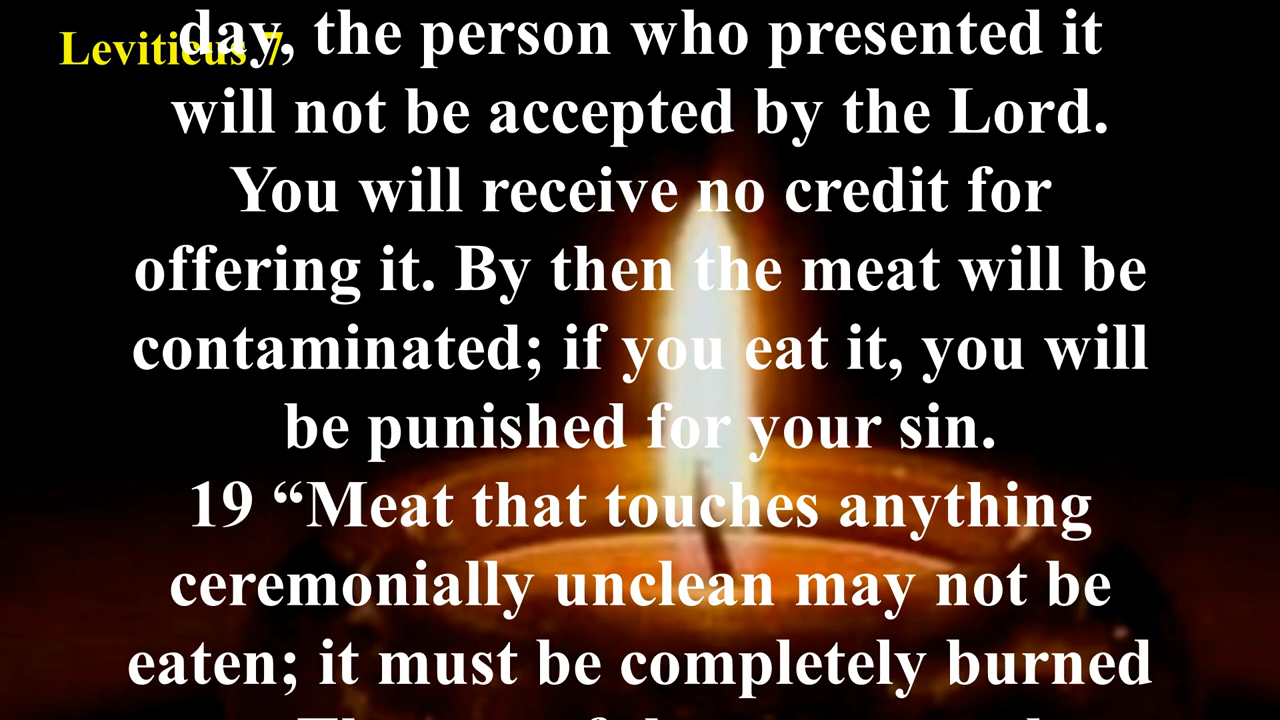 Leviticus 7
day, the person who presented it
will not be accepted by the Lord.
You will receive no credit for
offering it. By then the meat will be
contaminated; if you eat it, you will
be punished for your sin.
19 “Meat that touches anything
ceremonially unclean may not be
eaten; it must be completely burned